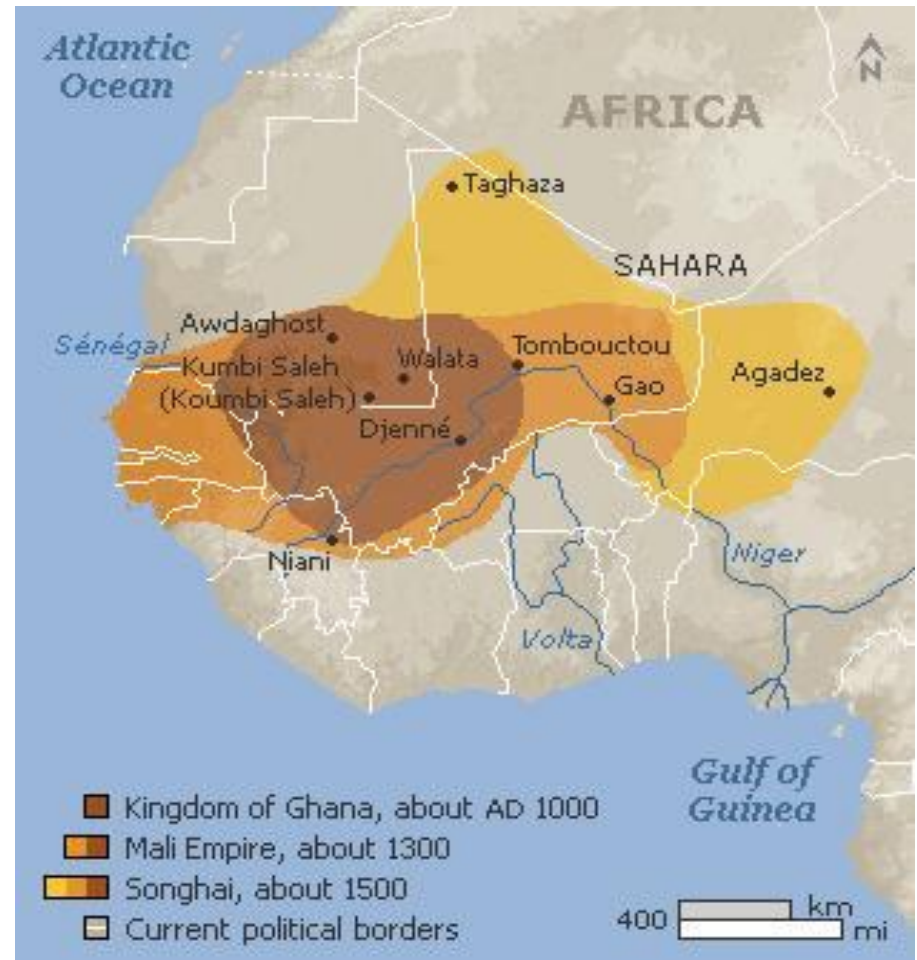 Atlantic
Ocean
N
AFRICA
Taghaza
SAHARA
Awdaghost
Sénégal
Walata
Tombouctou
Kumbi Saleh
(Koumbi Saleh)
Gao
Agadez
Djenné
Niani
Niger
Volta
Gulf of
Guinea
Kingdom of Ghana, about AD 1000
Mali Empire, about 1300
Songhai, about 1500
Current political borders
400
km
mi